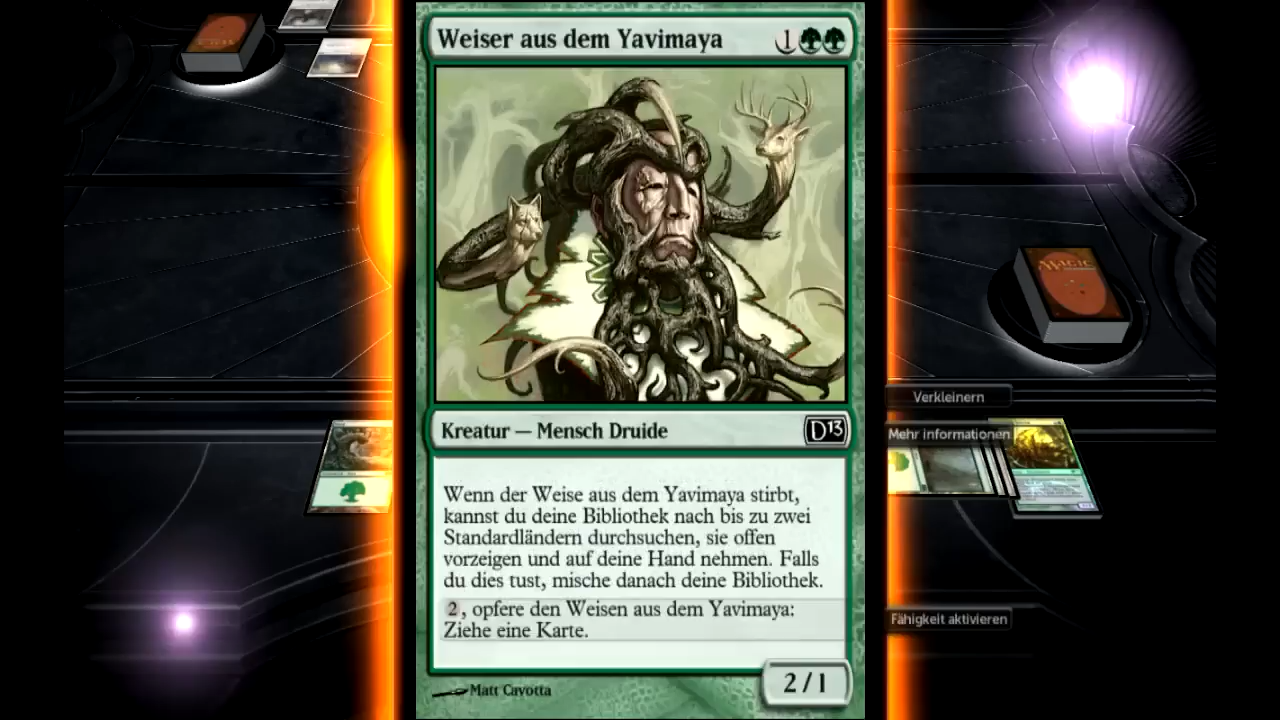 Weiser aus dem Yavimaya
1
MAGIC
Verkleinern
Mehr informationen
Kreatur — Mensch Druide
D13
Wenn der Weise aus dem Yavimaya stirbt,
kannst du deine Bibliothek nach bis zu zwei
Standardländern durchsuchen, sie offen
vorzeigen und auf deine Hand nehmen. Falls
du dies tust, mische danach deine Bibliothek.
2, opfere den Weisen aus dem Yavimaya:
Ziehe eine Karte.
Fähigkeit aktivieren
2/1
Matt Cavotta